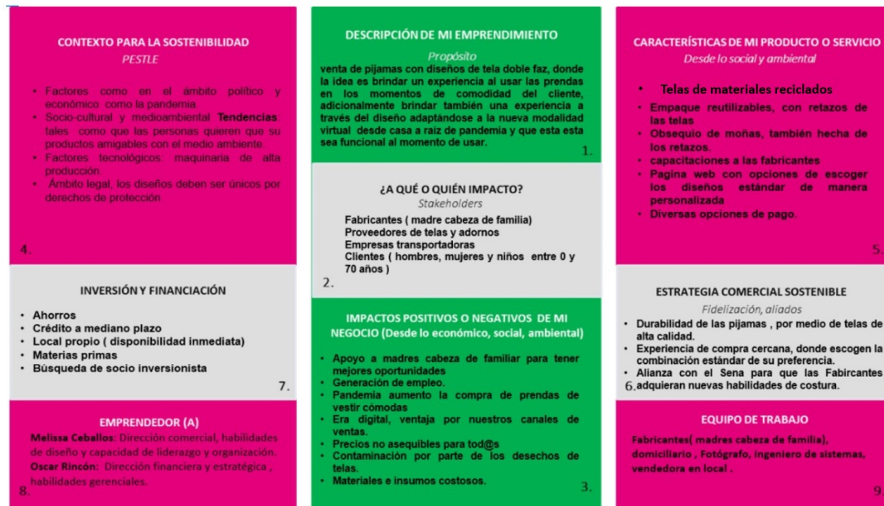 CONTEXTO PARA LA SOSTENIBILIDAD
PESTLE
• Factores como en el ámbito político y
económico como la pandemia.
• Socio-cultural y medioambiental Tendencias
tales como que las personas quieren que su
productos amigables con el medio ambiente.
• Factores tecnológicos: maquinaria de alta
producción.
• Ámbito legal, los diseños deben ser únicos por
derechos de protección
4.
INVERSIÓN Y FINANCIACIÓN
• Ahorros
• Crédito a mediano plazo
• Local propio ( disponibilidad inmediata)
• Materias primas
• Búsqueda de socio inversionista
7.
EMPRENDEDOR (A)
Melissa Ceballos: Dirección comercial, habilidades
de diseño y capacidad de liderazgo y organización.
Oscar Rincón: Dirección financiera y estratégica ,
habilidades gerenciales.
8.
DESCRIPCIÓN DE MI EMPRENDIMIENTO
Propósito
venta de pijamas con diseños de tela doble faz, donde
la idea es brindar un experiencia al usar las prendas
en los momentos de comodidad del cliente,
adicionalmente brindar también una experiencia a
través del diseño adaptándose a la nueva modalidad
virtual desde casa a raíz de pandemia y que esta esta
sea funcional al momento de usar.
1.
¿A QUÉ O QUIÉN IMPACTO?
Stakeholders
Fabricantes ( madre cabeza de familia)
Proveedores de telas y adornos
Empresas transportadoras
Clientes ( hombres, mujeres y niños entre 0 y
70 años )
2.
IMPACTOS POSITIVOS O NEGATIVOS DE MI
NEGOCIO (Desde lo económico, social, ambiental)
• Apoyo a madres cabeza de familiar para tener
mejores oportunidades
• Generación de empleo.
• Pandemia aumento la compra de prendas de
vestir cómodas
• Era digital, ventaja por nuestros canales de
ventas.
• Precios no asequibles para tod@s
• Contaminación por parte de los desechos de
telas.
• Materiales e insumos costosos.
3.
CARACTERÍSTICAS DE MI PRODUCTO O SERVICIO
Desde lo social y ambiental
• Telas de materiales reciclados
• Empaque reutilizables, con retazos de
las telas
• Obsequio de moñas, también hecha de
los retazos.
• capacitaciones a las fabricantes
• Pagina web con opciones de escoger
los diseños estándar de manera
personalizada
• Diversas opciones de pago.
5.
ESTRATEGIA COMERCIAL SOSTENIBLE
Fidelización, aliados
• Durabilidad de las pijamas , por medio de telas de
alta calidad.
• Experiencia de compra cercana, donde escogen la
combinación estándar de su preferencia.
• Alianza con el Sena para que las Fabircantes
6. adquieran nuevas habilidades de costura.
EQUIPO DE TRABAJO
Fabricantes( madres cabeza de familia),
domiciliario , Fotógrafo, ingeniero de sistemas,
vendedora en local .
9.